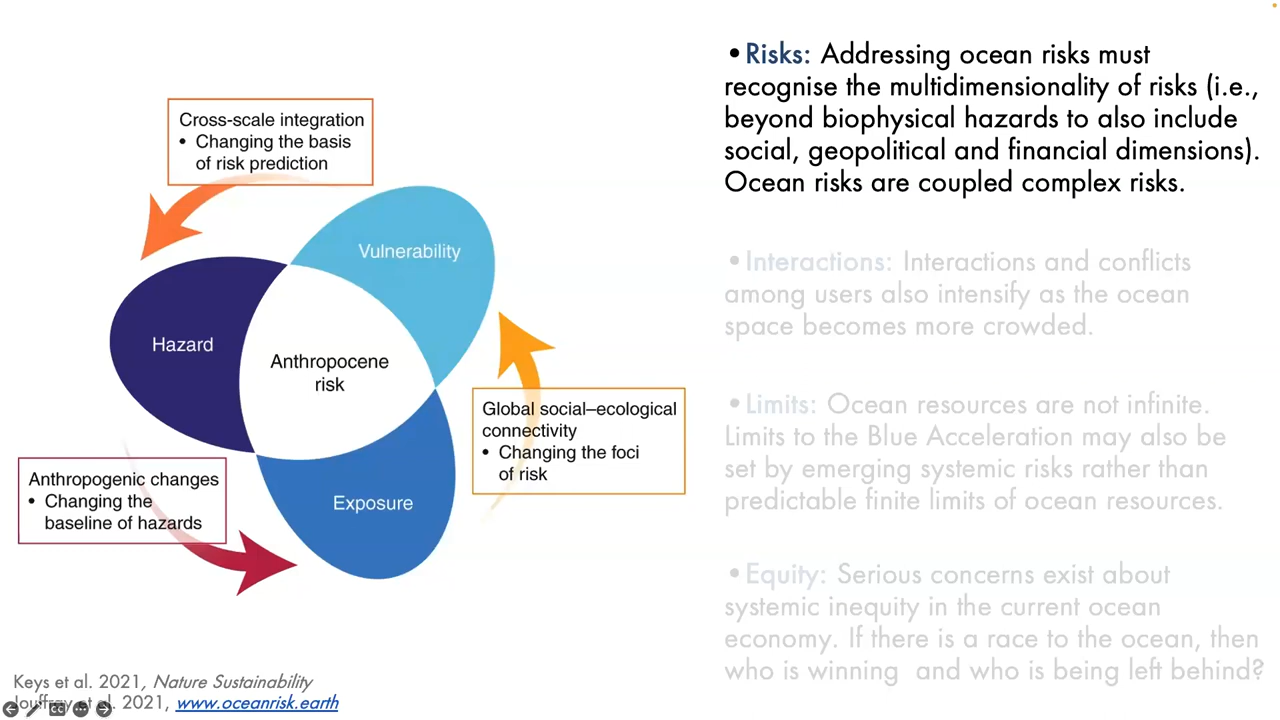 Cross-scale integration
• Changing the basis
of risk prediction
Vulnerability
Hazard
Anthropocene
risk
Global social–ecological
connectivity
• Changing the foci
of risk
Anthropogenic changes
• Changing the
baseline of hazards
Exposure
Keys et al. 2021, Nature Sustainability
Jouffray et al. 2021, www.oceanrisk.earth
•Risks: Addressing ocean risks must
recognise the multidimensionality of risks (i.e.,
beyond biophysical hazards to also include
social, geopolitical and financial dimensions).
Ocean risks are coupled complex risks.
•Interactions: Interactions and conflicts
among users also intensify as the ocean
space becomes more crowded.
•Limits: Ocean resources are not infinite.
Limits to the Blue Acceleration may also be
set by emerging systemic risks rather than
predictable finite limits of ocean resources.
•Equity: Serious concerns exist about
systemic inequity in the current ocean
economy. If there is a race to the ocean, then
who is winning and who is being left behind?